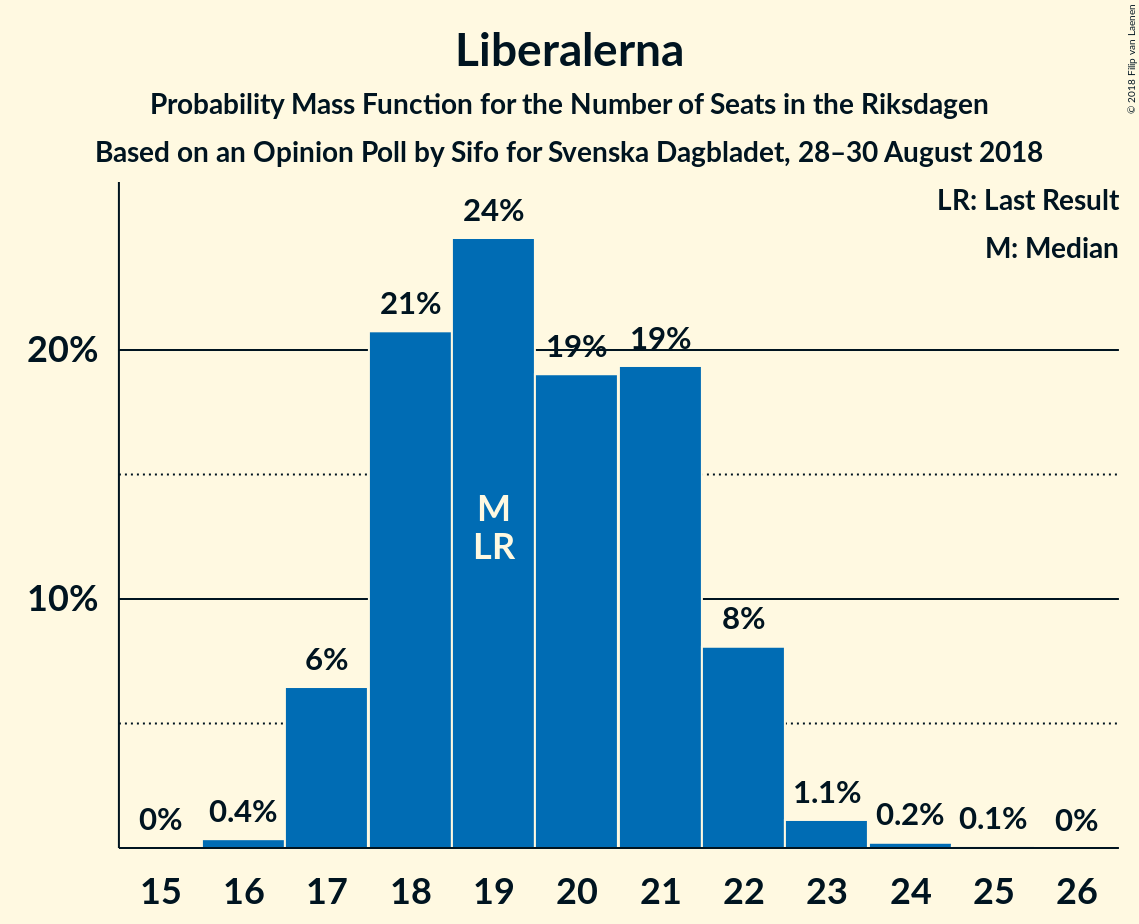 Liberalerna
Probability Mass Function for the Number of Seats in the Riksdagen
Based on an Opinion Poll by Sifo for Svenska Dagbladet, 28–30 August 2018
© 2018 Filip van Laenen
LR: Last Result
M: Median
20%
10%
0%
0.4%
6%
21%
24%
19%
19%
8%
1.1%
0.2%
0.1%
0%
M
LR
15 16 17 18 19 20 21 22 23 24 25 26